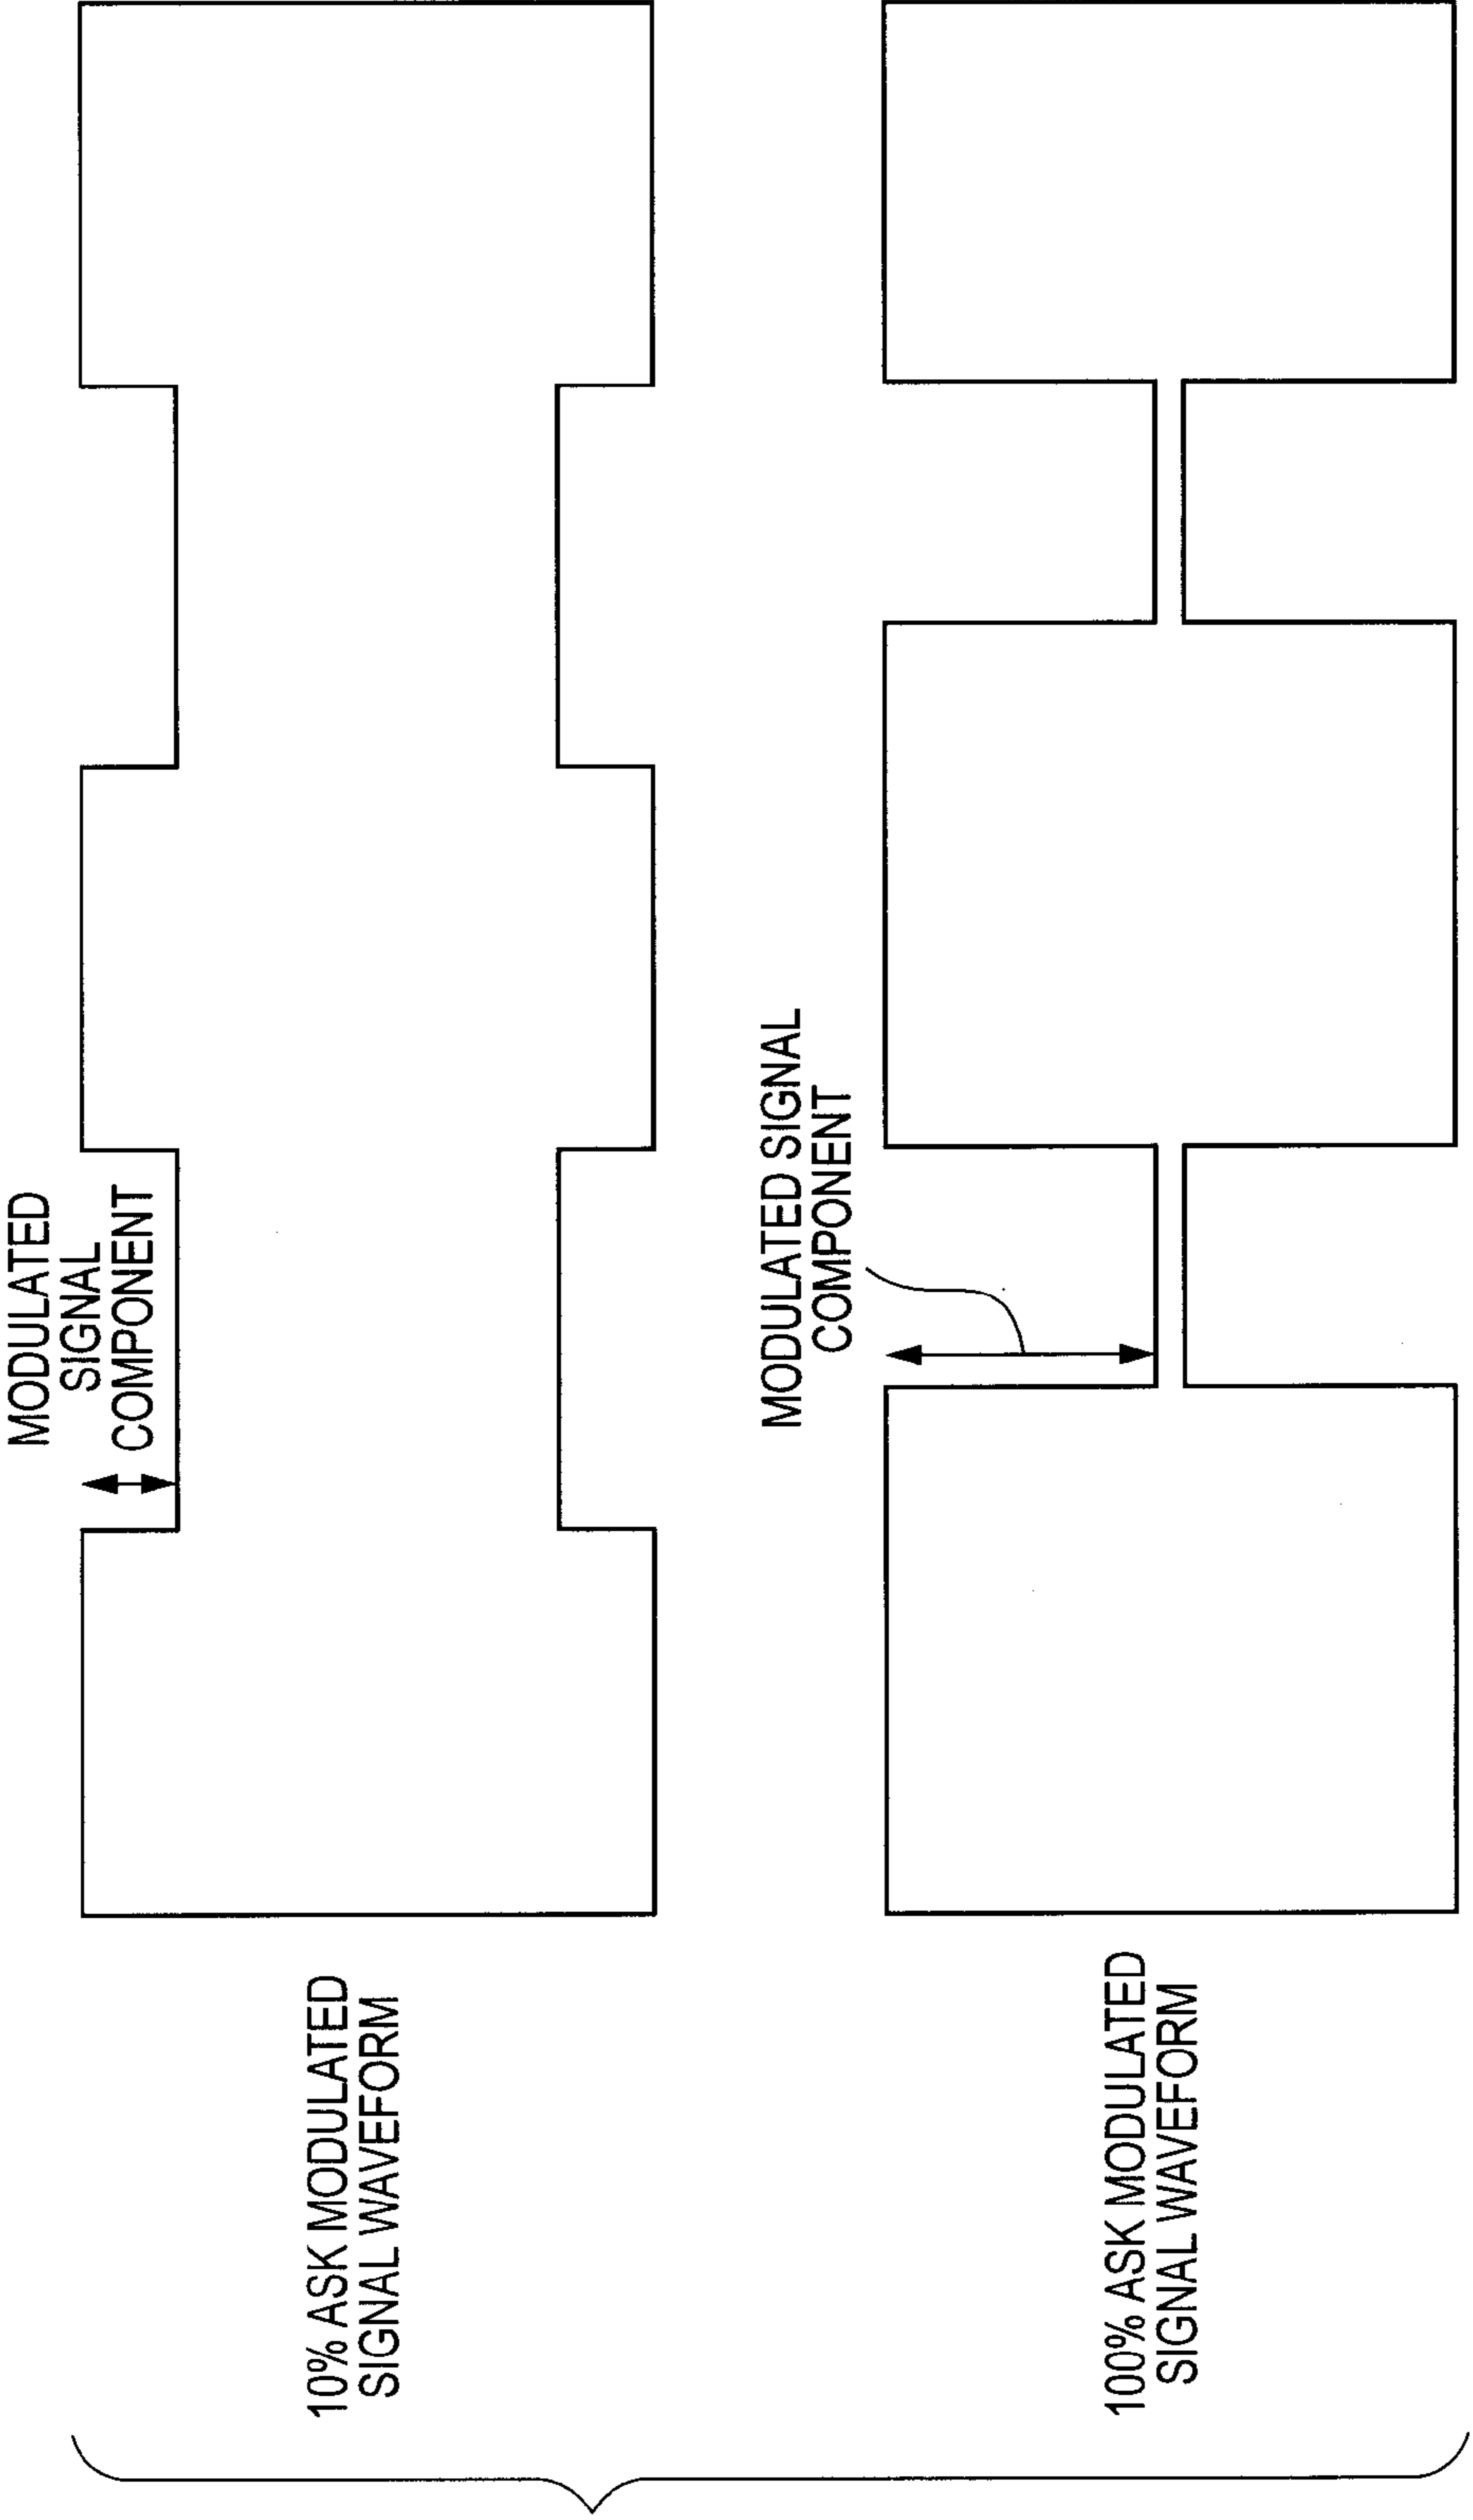 10% ASK MODULATED
SIGNAL WAVEFORM
MODULATED
SIGNAL
COMPONENT
100% ASK MODULATED
SIGNAL WAVEFORM
MODULATED SIGNAL
COMPONENT